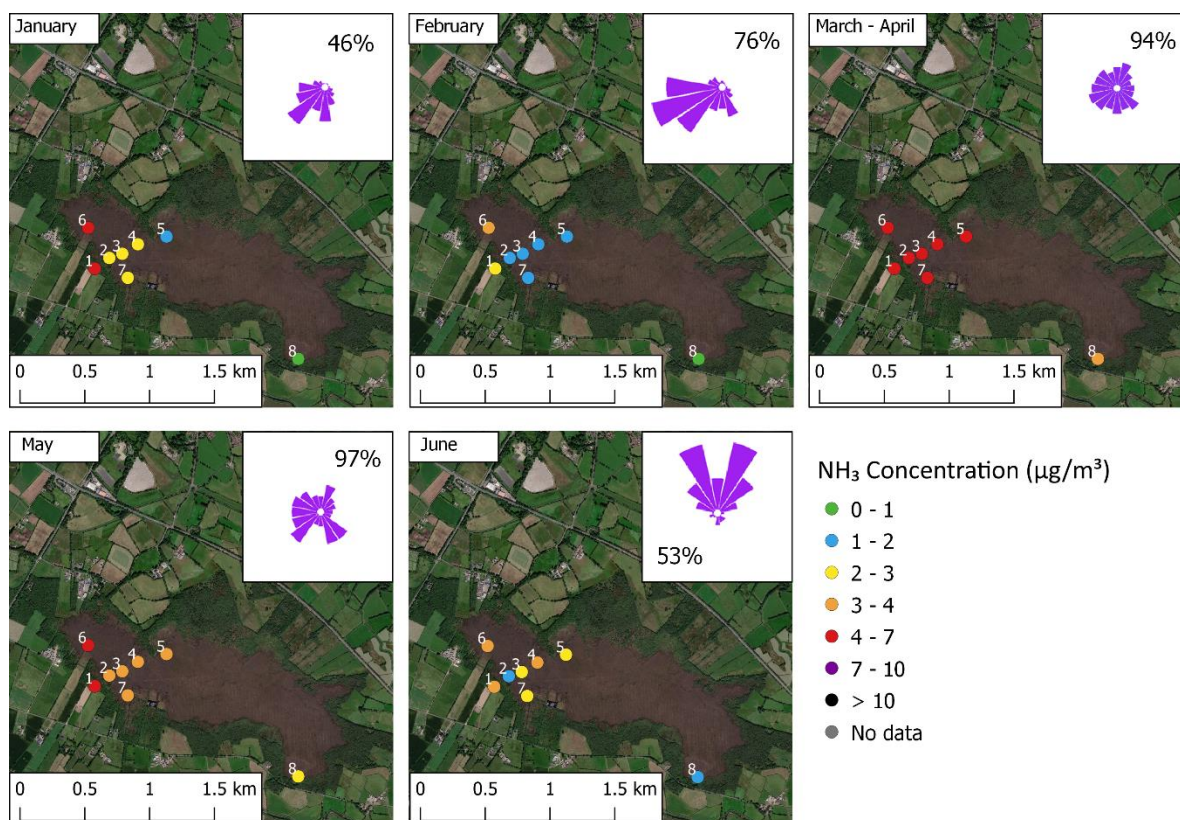 January
46%
6
5
4
3
2
1
7
8
0 0.5 1 1.5 km
February
76%
6
5
4
3
2
1
7
8
0 0.5 1 1.5 km
March - April
94%
6
5
4
3
2
1
7
8
0 0.5 1 1.5 km
May
97%
6
5
4
3
2
1
7
8
0 0.5 1 1.5 km
June
53%
6
5
4
3
2
1
7
8
0 0.5 1 1.5 km
NH₃ Concentration (µg/m³)
0 - 1
1 - 2
2 - 3
3 - 4
4 - 7
7 - 10
> 10
No data